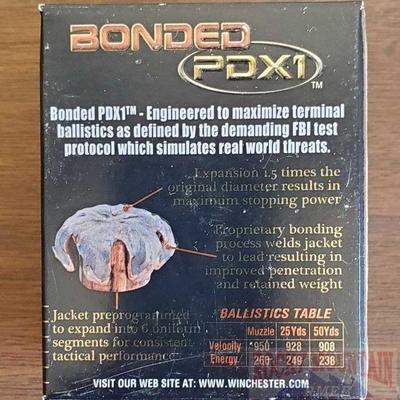 BONDED
PDX1™
Bonded PDX1™ - Engineered to maximize terminal
ballistics as defined by the demanding FBI test
protocol which simulates real world threats.
Expansion 1.5 times the
original diameter results in
maximum stopping power
Proprietary bonding
process welds jacket
to lead resulting in
improved penetration
and retained weight
Jacket preprogrammed
to expand into 6 uniform
segments for consistent
tactical performance
BALLISTICS TABLE
Muzzle 25Yds 50Yds
Velocity 950 928 908
Energy 260 249 238
VISIT OUR WEB SITE AT: WWW.WINCHESTER.COM